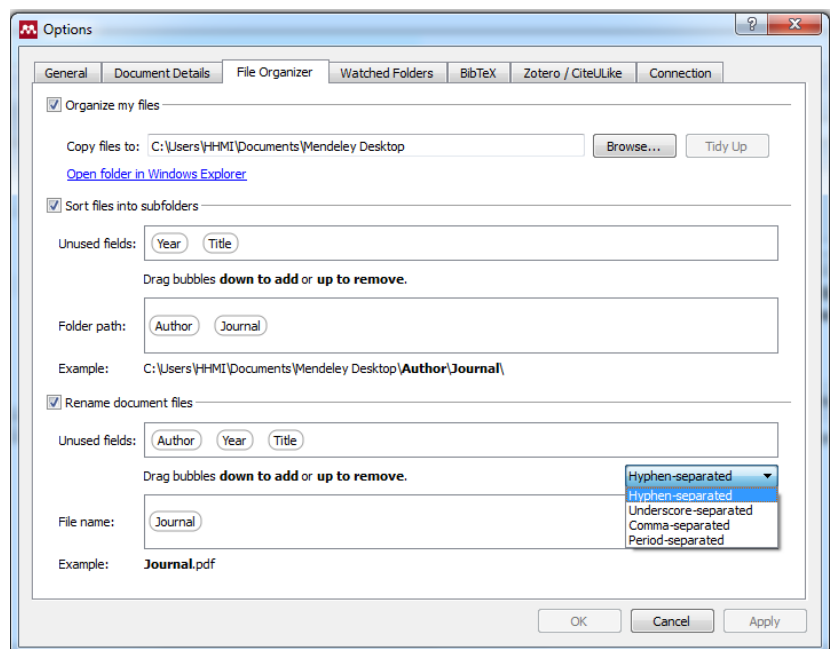 Options
General Document Details File Organizer Watched Folders BibTeX Zotero / CiteULike Connection
Organize my files
Copy files to: C:\Users\HHMI\Documents\Mendeley Desktop Browse... Tidy Up
Open folder in Windows Explorer
Sort files into subfolders
Unused fields: Year Title
Drag bubbles down to add or up to remove.
Folder path: Author Journal
Example: C:\Users\HHMI\Documents\Mendeley Desktop\Author\Journal\
Rename document files
Unused fields: Author Year Title
Drag bubbles down to add or up to remove. Hyphen-separated
Hyphen-separated
Underscore-separated
File name: Journal Comma-separated
Period-separated
Example: Journal.pdf
OK Cancel Apply